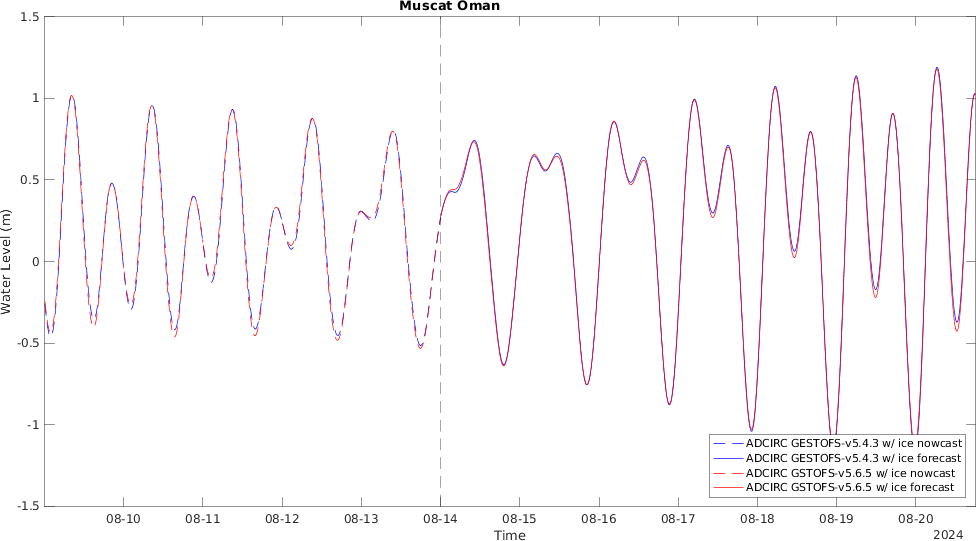 Muscat Oman
1.5
1
0.5
0
-0.5
-1
-1.5
Water Level (m)
08-10 08-11 08-12 08-13 08-14 08-15 08-16 08-17 08-18 08-19 08-20
Time
2024
ADCIRC GESTOFS-v5.4.3 w/ ice nowcast
ADCIRC GESTOFS-v5.4.3 w/ ice forecast
ADCIRC GSTOFS-v5.6.5 w/ ice nowcast
ADCIRC GSTOFS-v5.6.5 w/ ice forecast